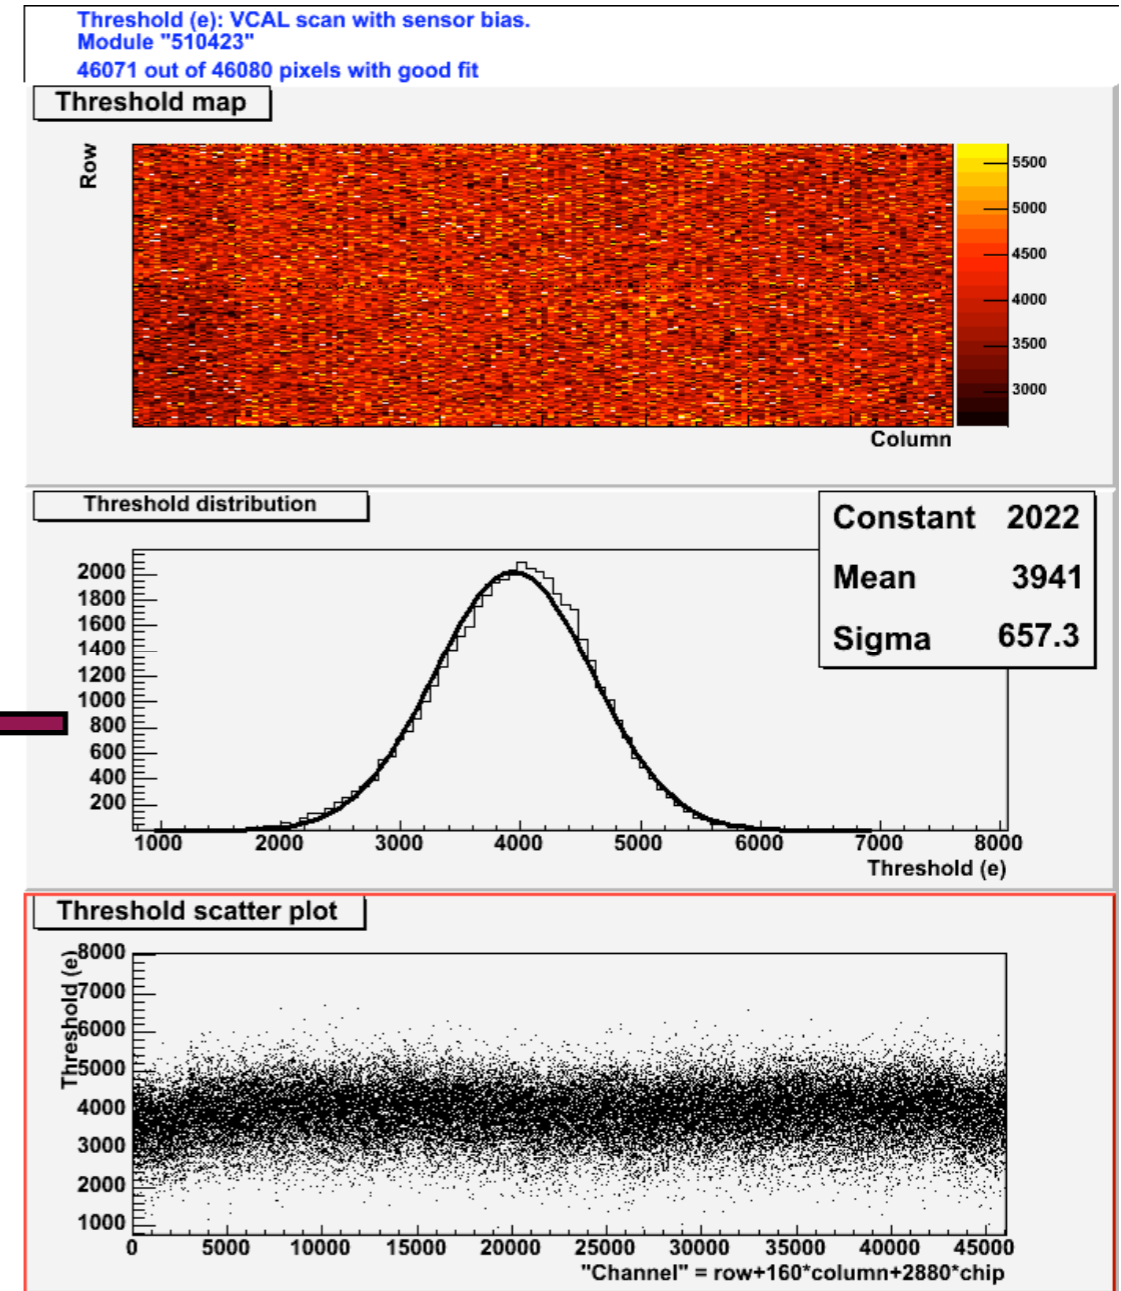 Threshold (e): VCAL scan with sensor bias.
Module "510423"
46071 out of 46080 pixels with good fit
Threshold map
Row
5500
5000
4500
4000
3500
3000
Column
Threshold distribution
Constant 2022
Mean 3941
Sigma 657.3
2000
1800
1600
1400
1200
1000
800
600
400
200
1000 2000 3000 4000 5000 6000 7000 8000
Threshold (e)
Threshold scatter plot
Threshold (e)
8000
7000
6000
5000
4000
3000
2000
1000
0 5000 10000 15000 20000 25000 30000 35000 40000 45000
"Channel" = row+160*column+2880*chip